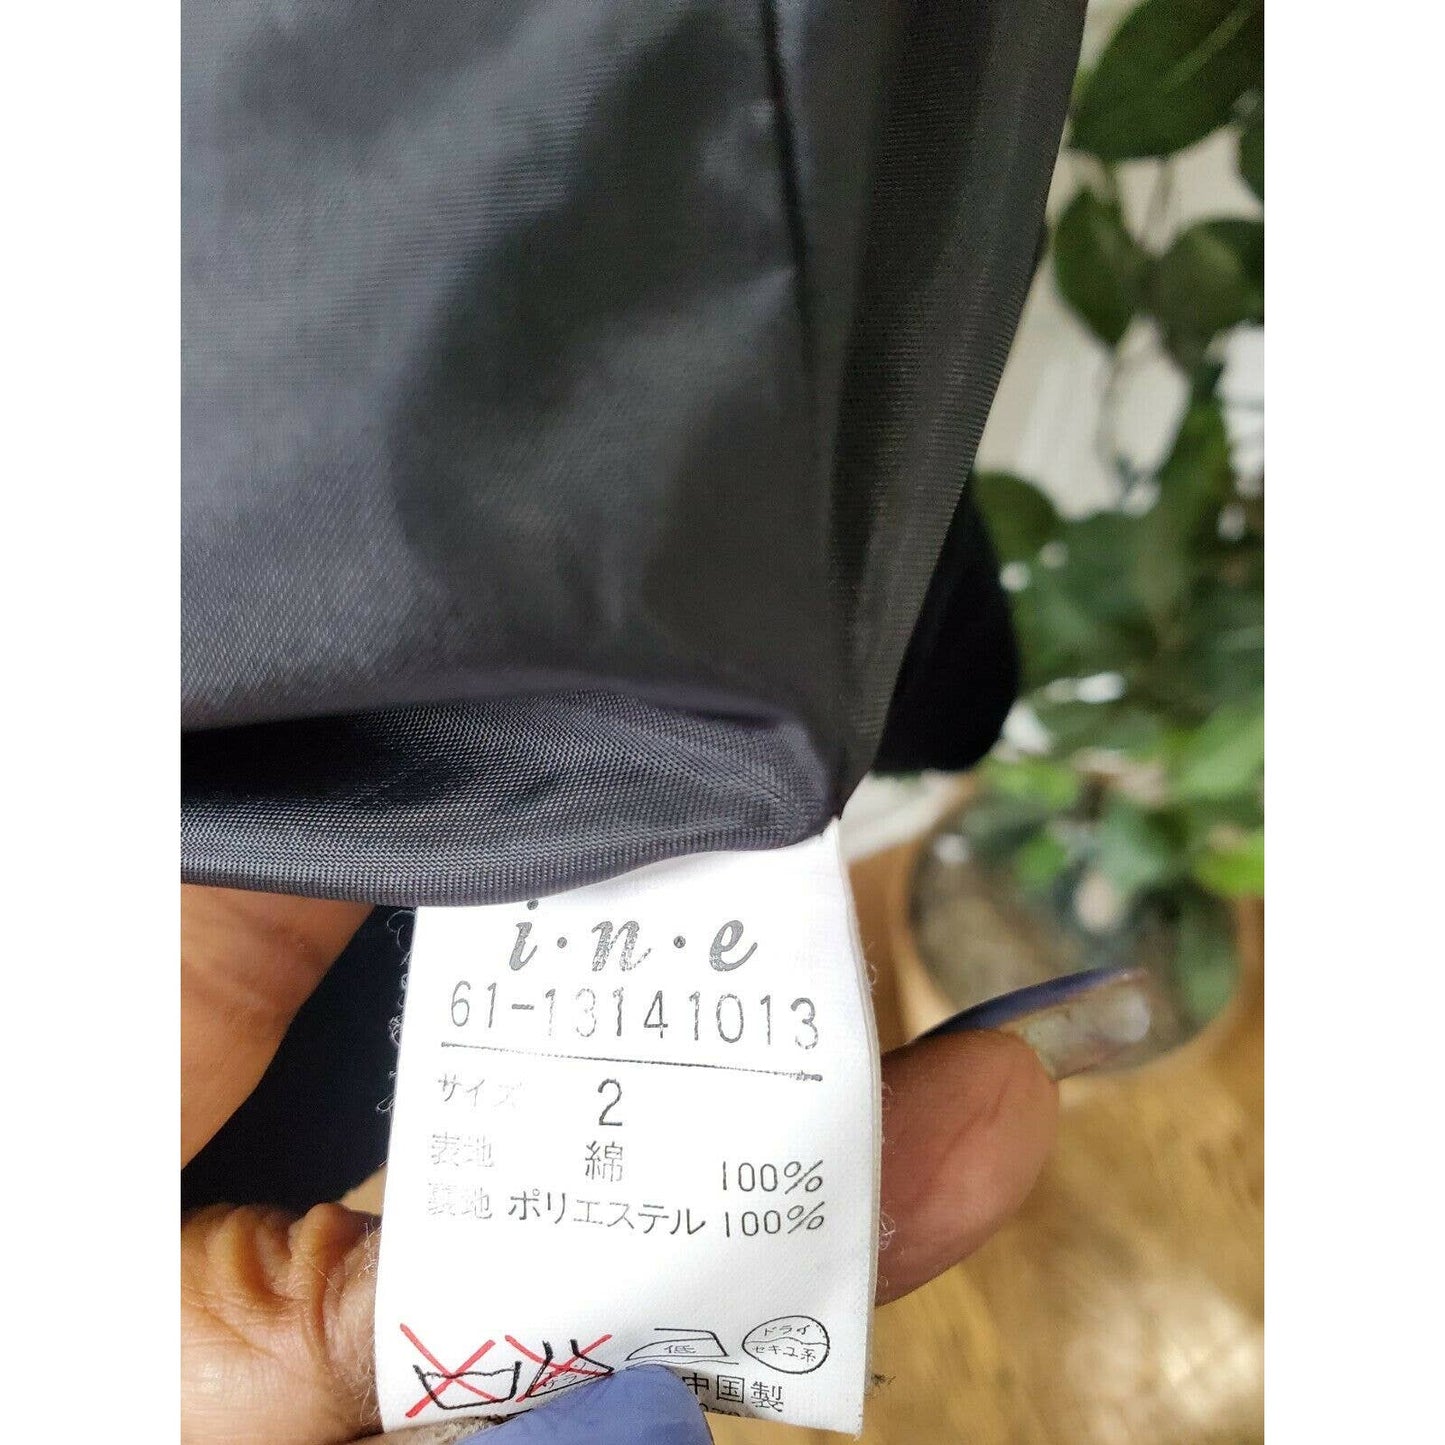 i·n·e
61-13141013
サイズ 2
表地 綿 100%
裏地 ポリエステル 100%
低
ドライ
セキユ系
中国製